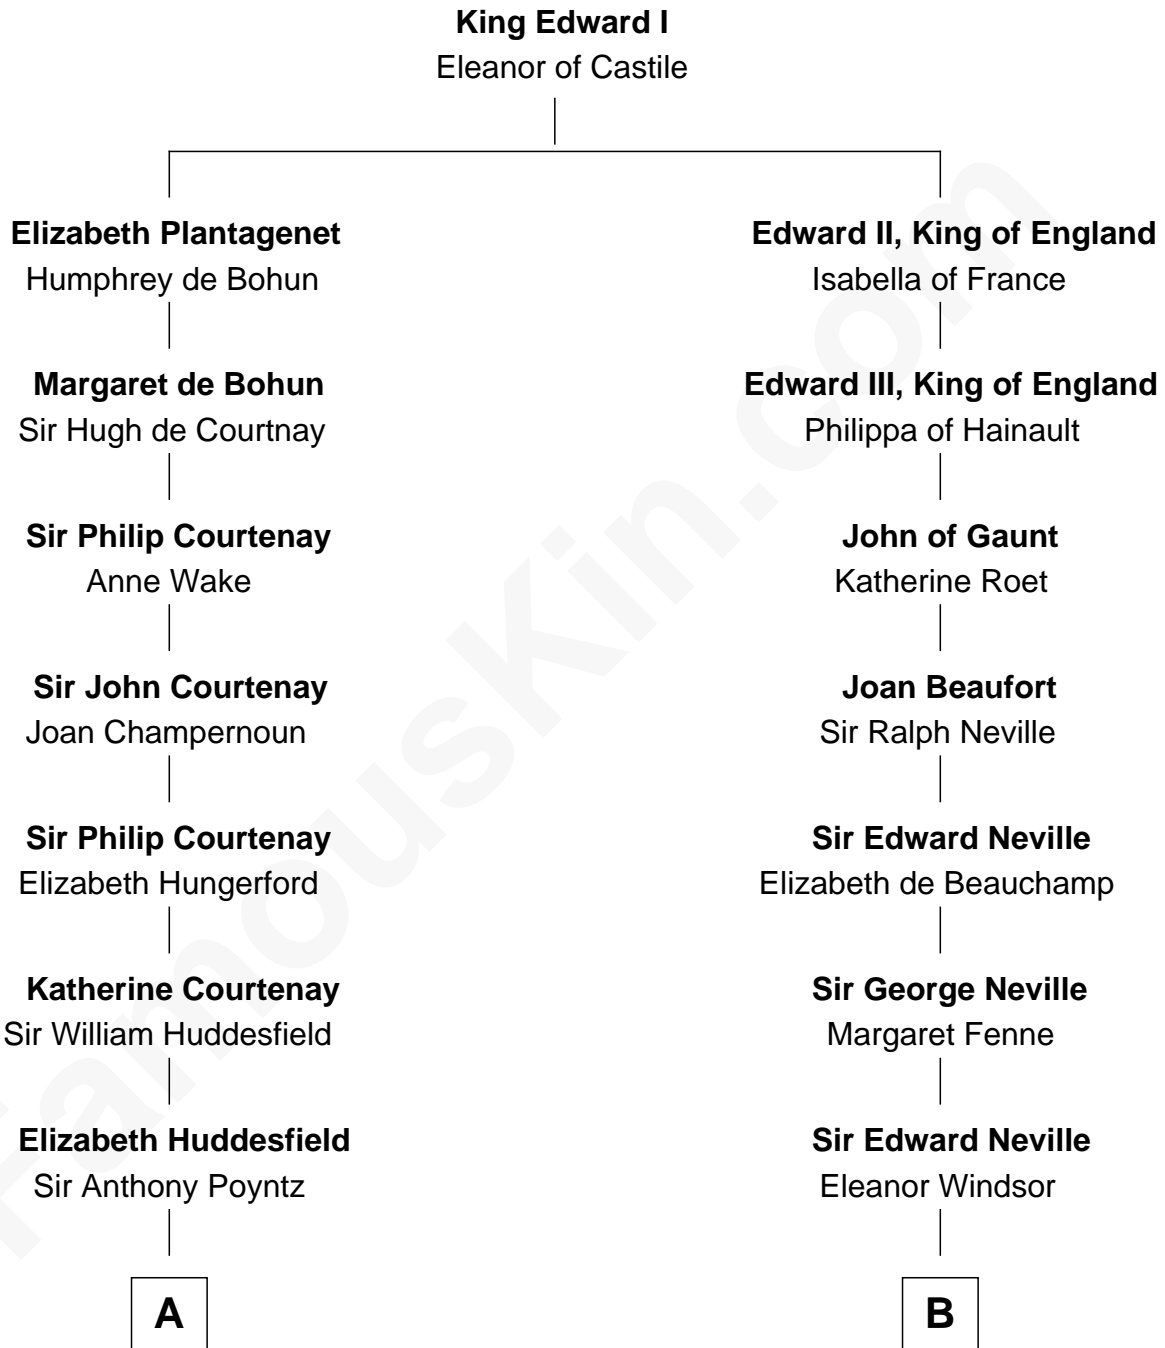 King Edward I
Eleanor of Castile
Elizabeth Plantagenet
Humphrey de Bohun
Edward II, King of England
Isabella of France
Margaret de Bohun
Sir Hugh de Courtnay
Edward III, King of England
Philippa of Hainault
Sir Philip Courtenay
Anne Wake
John of Gaunt
Katherine Roet
Sir John Courtenay
Joan Champernoun
Joan Beaufort
Sir Ralph Neville
Sir Philip Courtenay
Elizabeth Hungerford
Sir Edward Neville
Elizabeth de Beauchamp
Katherine Courtenay
Sir William Huddesfield
Sir George Neville
Margaret Fenne
Elizabeth Huddesfield
Sir Anthony Poyntz
Sir Edward Neville
Eleanor Windsor
A
B
FamousKin.com